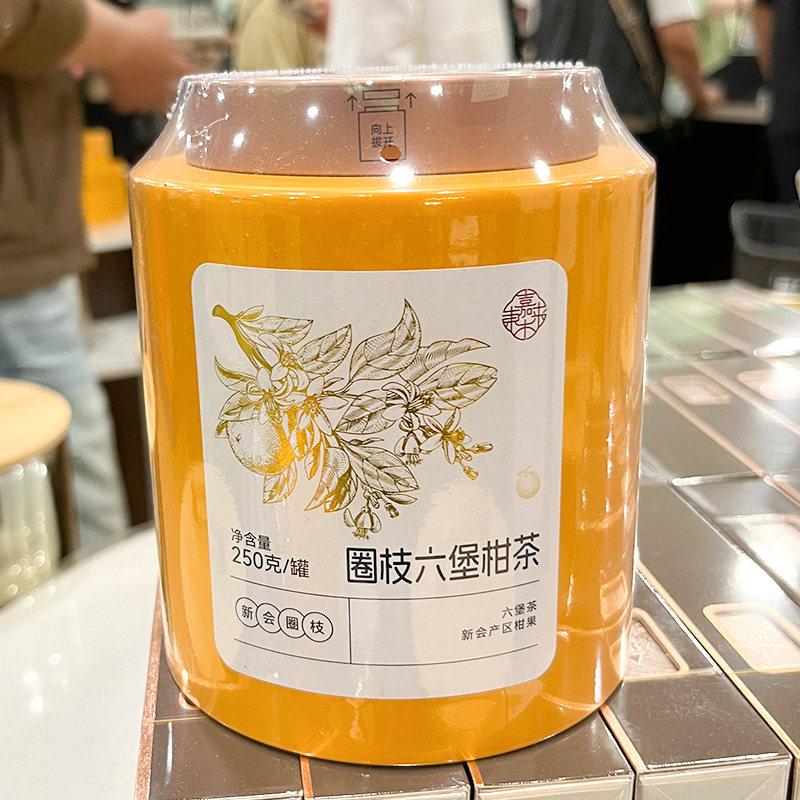 向上
拔开
净含量
250克/罐
圈枝六堡柑茶
新会圈枝
六堡茶
新会产区柑果